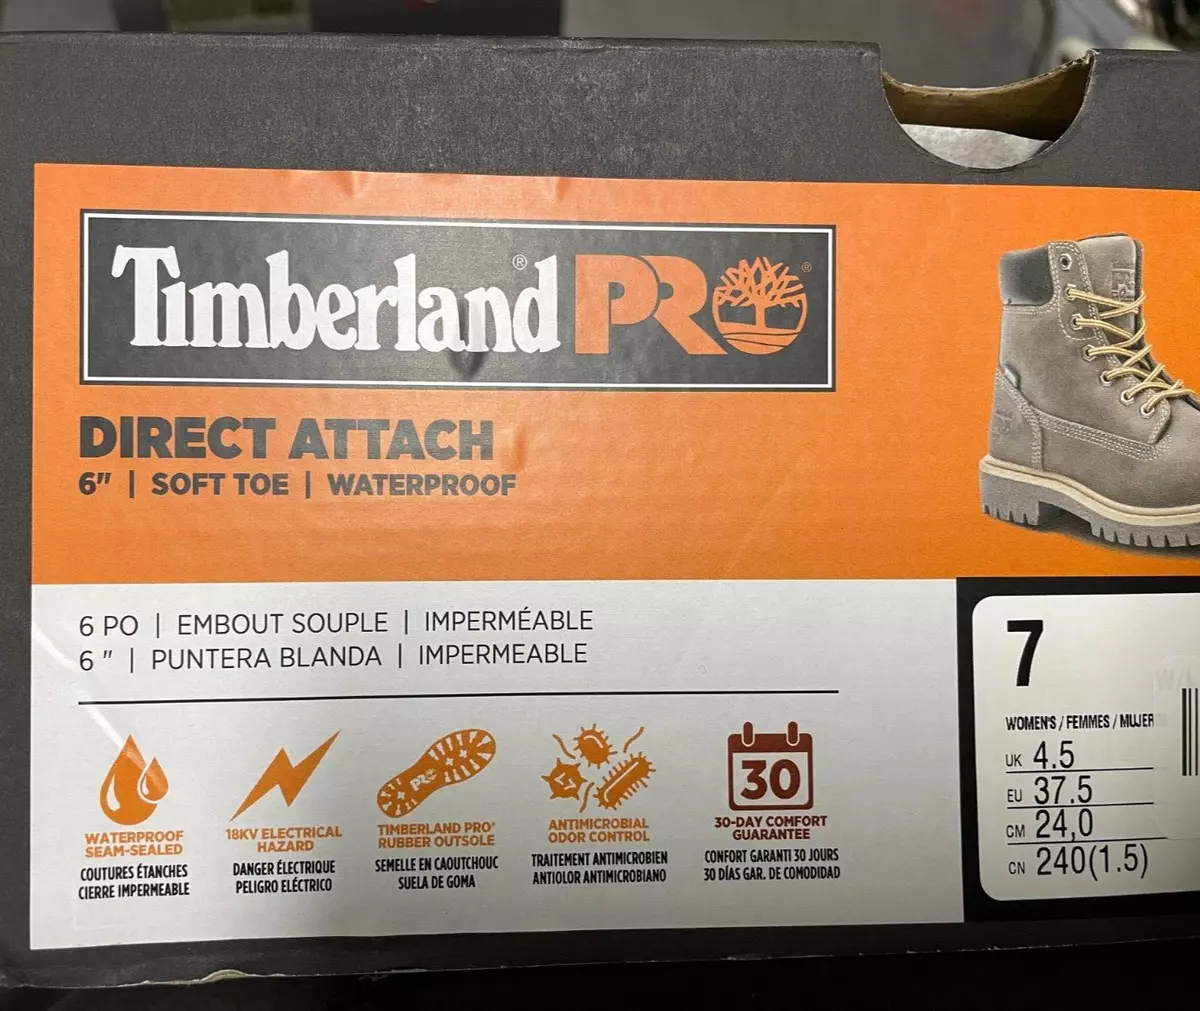 Timberland® PRO ®
DIRECT ATTACH
6" | SOFT TOE | WATERPROOF
6 PO | EMBOUT SOUPLE | IMPERMÉABLE
6 " | PUNTERA BLANDA | IMPERMEABLE
WATERPROOF
SEAM-SEALED
COUTURES ÉTANCHES
CIERRE IMPERMEABLE
18KV ELECTRICAL
HAZARD
DANGER ÉLECTRIQUE
PELIGRO ELÉCTRICO
PRO
TIMBERLAND PRO®
RUBBER OUTSOLE
SEMELLE EN CAOUTCHOUC
SUELA DE GOMA
ANTIMICROBIAL
ODOR CONTROL
TRAITEMENT ANTIMICROBIEN
ANTIOLOR ANTIMICROBIANO
30
30-DAY COMFORT
GUARANTEE
CONFORT GARANTI 30 JOURS
30 DÍAS GAR. DE COMODIDAD
7
WOMEN'S / FEMMES / MUJER
UK 4.5
EU 37.5
CM 24,0
CN 240(1.5)